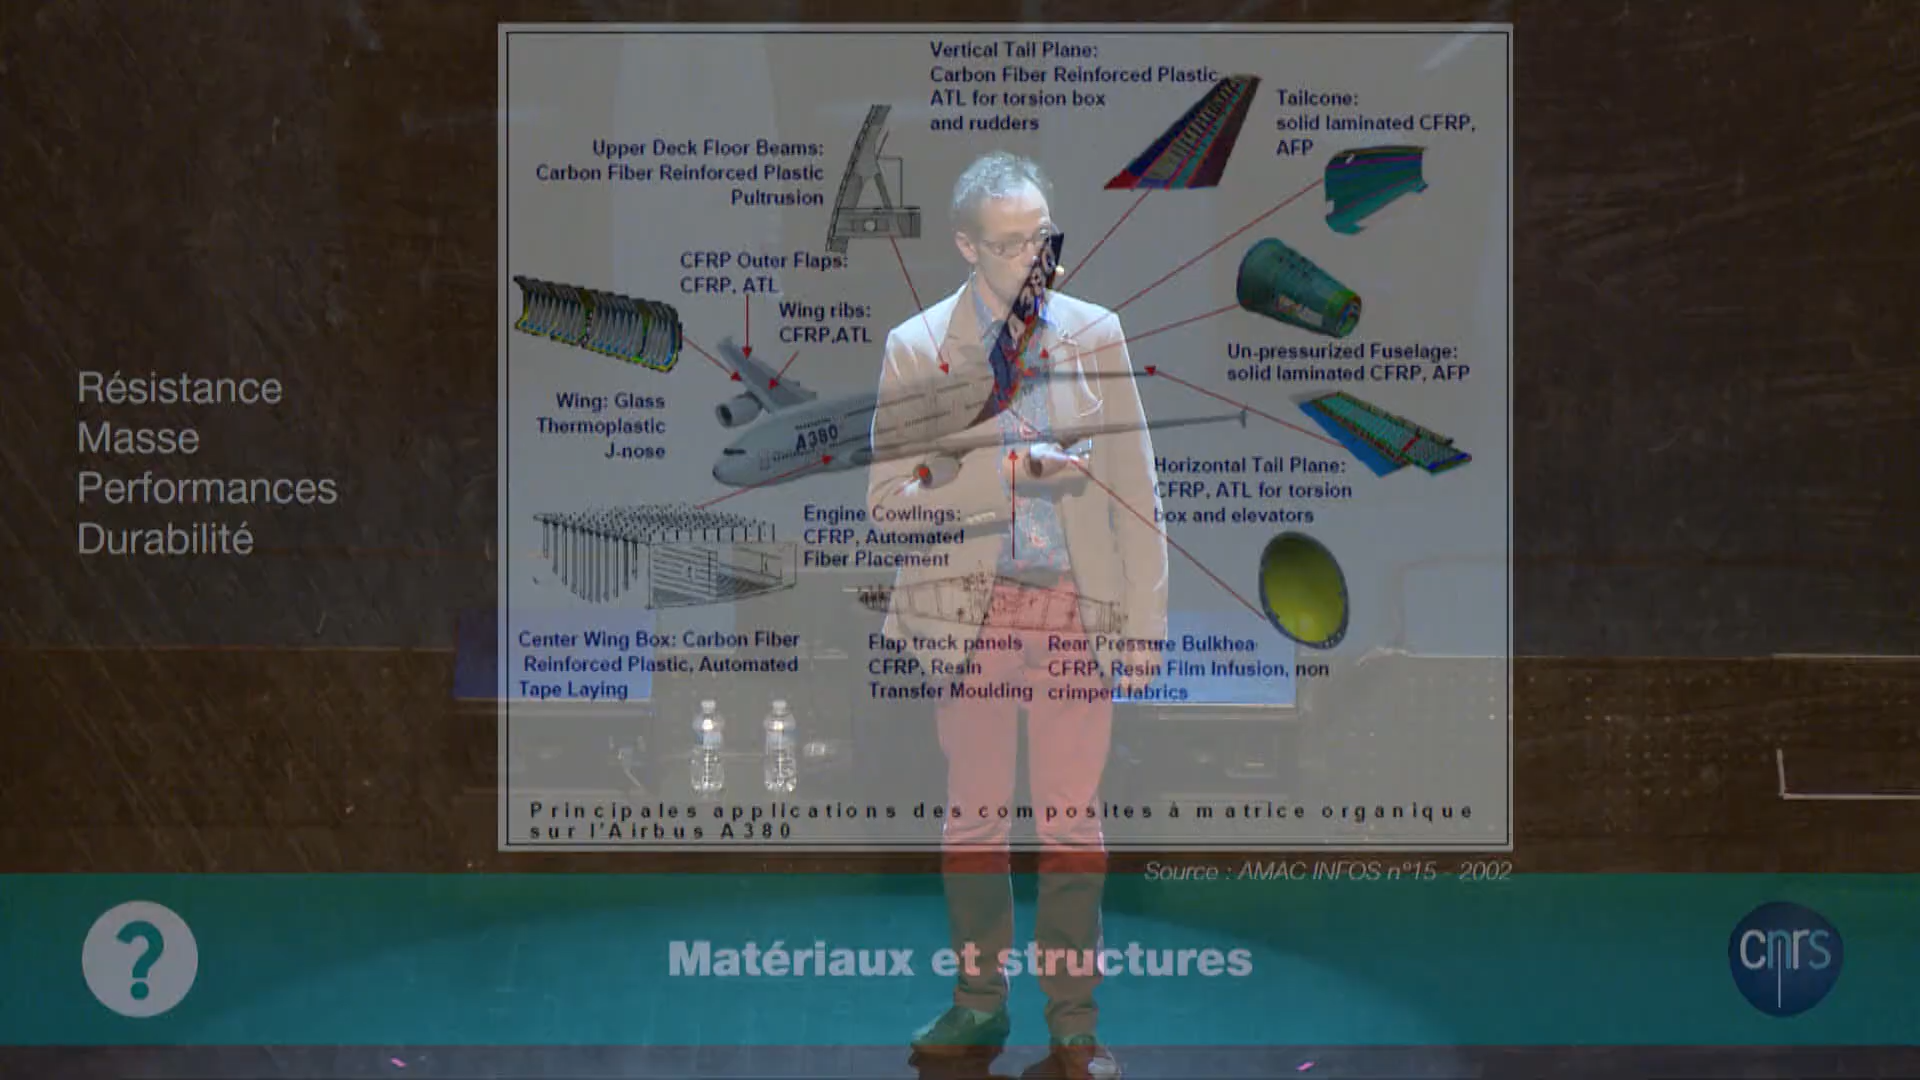 Vertical Tail Plane:
Carbon Fiber Reinforced Plastic
ATL for torsion box
and rudders
Tailcone:
solid laminated CFRP,
AFP
Upper Deck Floor Beams:
Carbon Fiber Reinforced Plastic
Pultrusion
CFRP Outer Flaps:
CFRP, ATL
Wing ribs:
CFRP,ATL
Un-pressurized Fuselage:
solid laminated CFRP, AFP
Résistance
Masse
Performances
Durabilité
Wing: Glass
Thermoplastic
J-nose
A380
Horizontal Tail Plane:
CFRP, ATL for torsion
box and elevators
Engine Cowlings:
CFRP, Automated
Fiber Placement
Center Wing Box: Carbon Fiber
Reinforced Plastic, Automated
Tape Laying
Flap track panels
CFRP, Resin
Transfer Moulding
Rear Pressure Bulkhea
CFRP, Resin Film Infusion, non
crimped fabrics
Principales applications des composites à matrice organique
sur l'Airbus A380
Source : AMAC INFOS n°15 - 2002
?
Matériaux et structures
cnrs